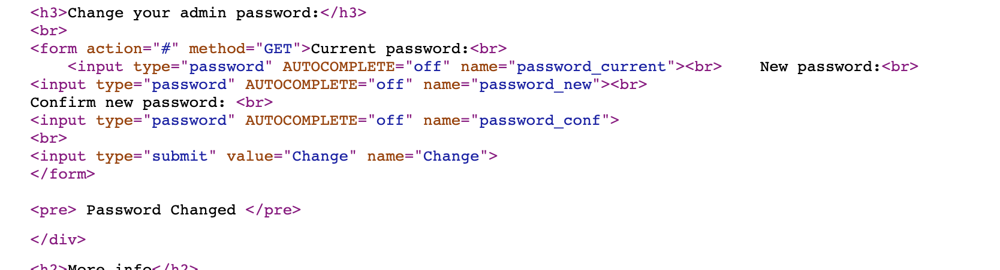 <h3>Change your admin password:</h3>
<br>
<form action="#" method="GET">Current password:<br>
<input type="password" AUTOCOMPLETE="off" name="password_current"><br>    New password:<br>
<input type="password" AUTOCOMPLETE="off" name="password_new"><br>
Confirm new password: <br>
<input type="password" AUTOCOMPLETE="off" name="password_conf">
<br>
<input type="submit" value="Change" name="Change">
</form>
<pre> Password Changed </pre>
</div>
<h2>More info</h2>